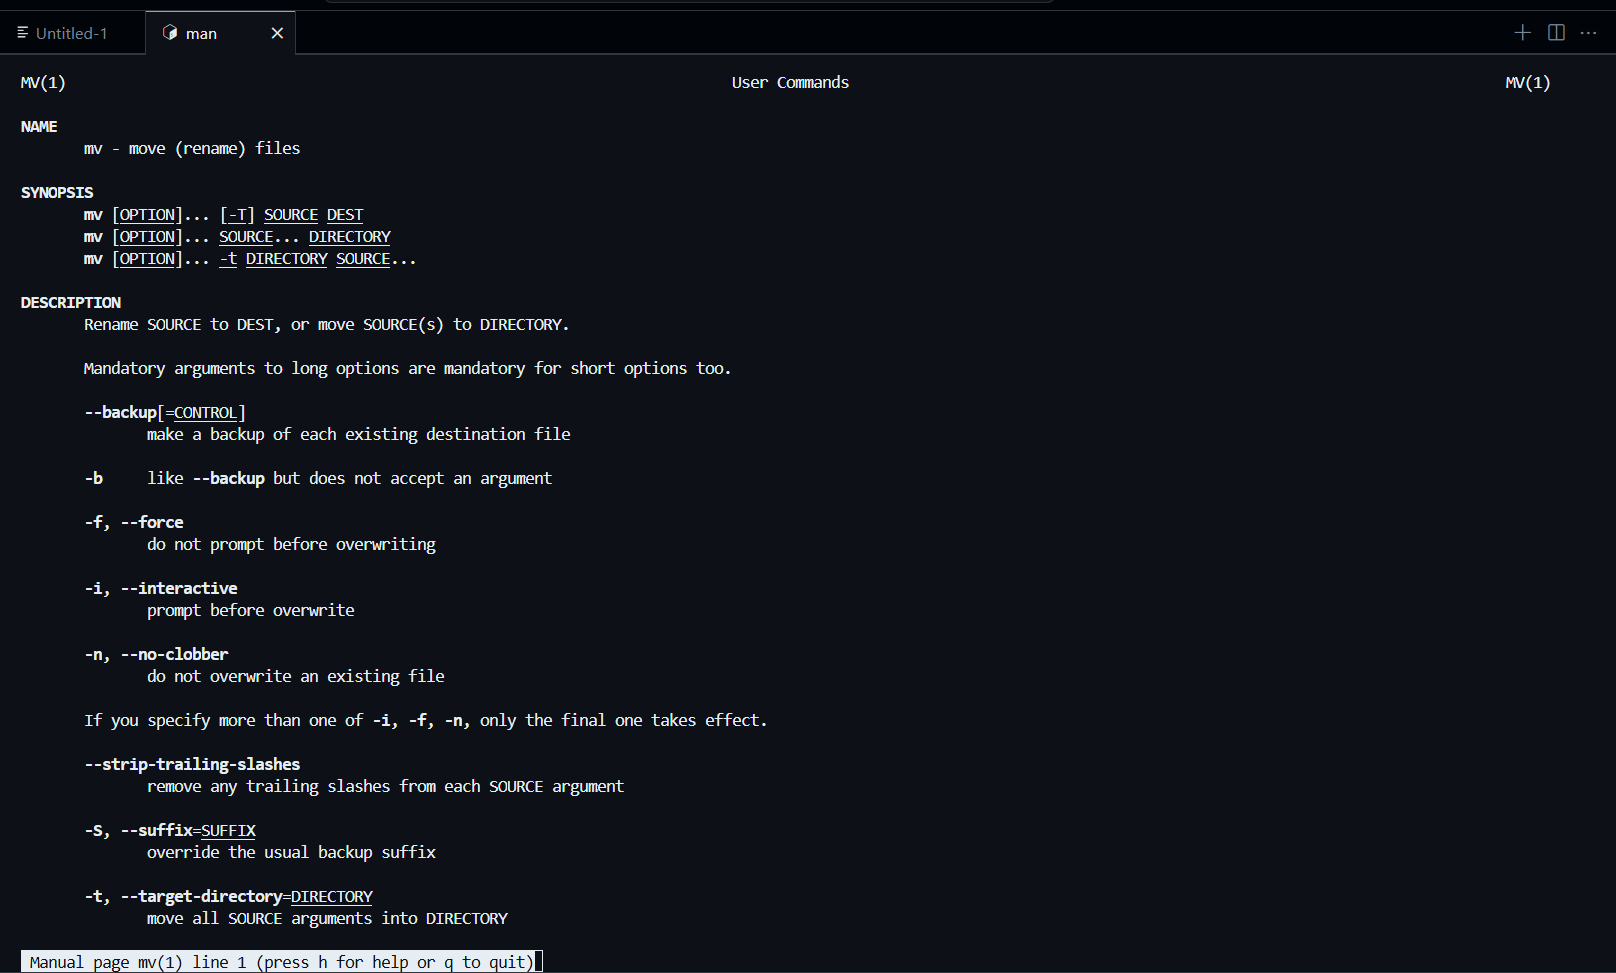 Untitled-1 man
MV(1) User Commands MV(1)
NAME
mv - move (rename) files
SYNOPSIS
mv [OPTION]... [-T] SOURCE DEST
mv [OPTION]... SOURCE... DIRECTORY
mv [OPTION]... -t DIRECTORY SOURCE...
DESCRIPTION
Rename SOURCE to DEST, or move SOURCE(s) to DIRECTORY.
Mandatory arguments to long options are mandatory for short options too.
--backup[=CONTROL]
make a backup of each existing destination file
-b like --backup but does not accept an argument
-f, --force
do not prompt before overwriting
-i, --interactive
prompt before overwrite
-n, --no-clobber
do not overwrite an existing file
If you specify more than one of -i, -f, -n, only the final one takes effect.
--strip-trailing-slashes
remove any trailing slashes from each SOURCE argument
-S, --suffix=SUFFIX
override the usual backup suffix
-t, --target-directory=DIRECTORY
move all SOURCE arguments into DIRECTORY
Manual page mv(1) line 1 (press h for help or q to quit)